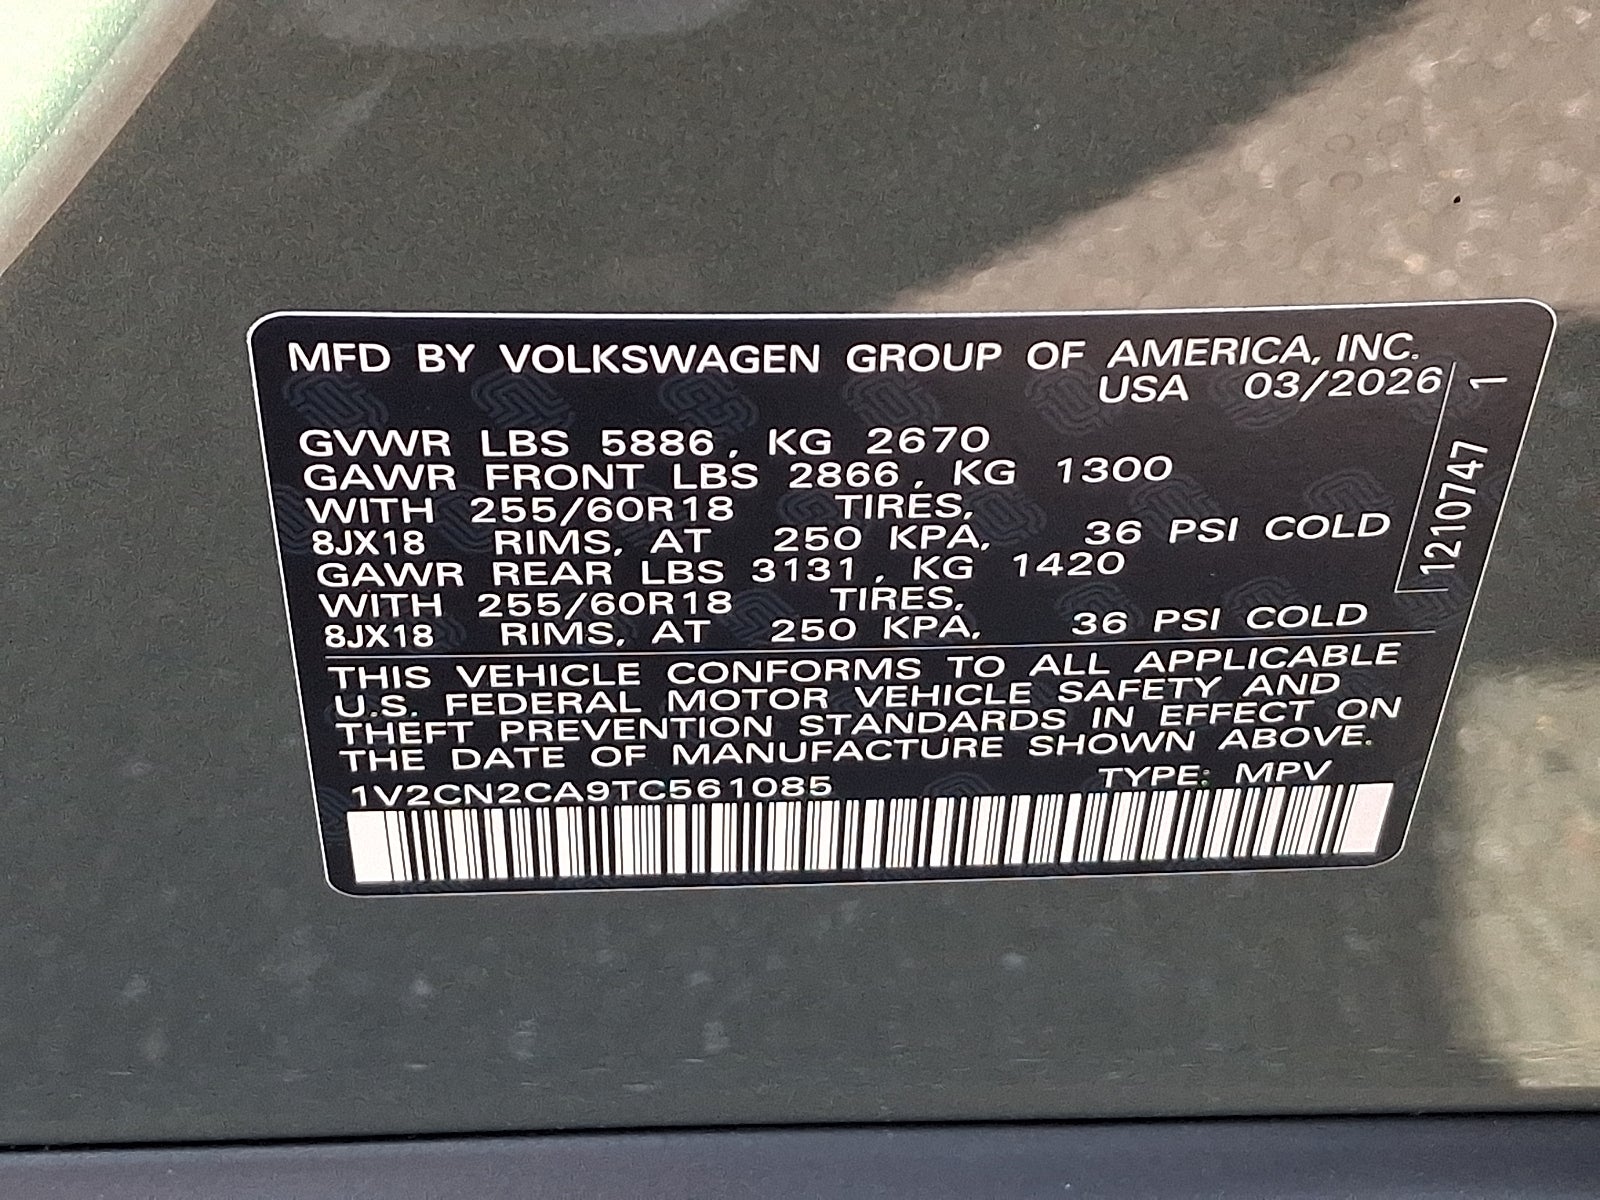 MFD BY VOLKSWAGEN GROUP OF AMERICA, INC.
USA 03/2026
GVWR LBS 5886, KG 2670
GAWR FRONT LBS 2866, KG 1300
WITH 255/60R18 TIRES,
8JX18 RIMS, AT 250 KPA, 36 PSI COLD
GAWR REAR LBS 3131, KG 1420
WITH 255/60R18 TIRES,
8JX18 RIMS, AT 250 KPA, 36 PSI COLD
THIS VEHICLE CONFORMS TO ALL APPLICABLE
U.S. FEDERAL MOTOR VEHICLE SAFETY AND
THEFT PREVENTION STANDARDS IN EFFECT ON
THE DATE OF MANUFACTURE SHOWN ABOVE.
1V2CN2CA9TC561085 TYPE: MPV
1210747 1